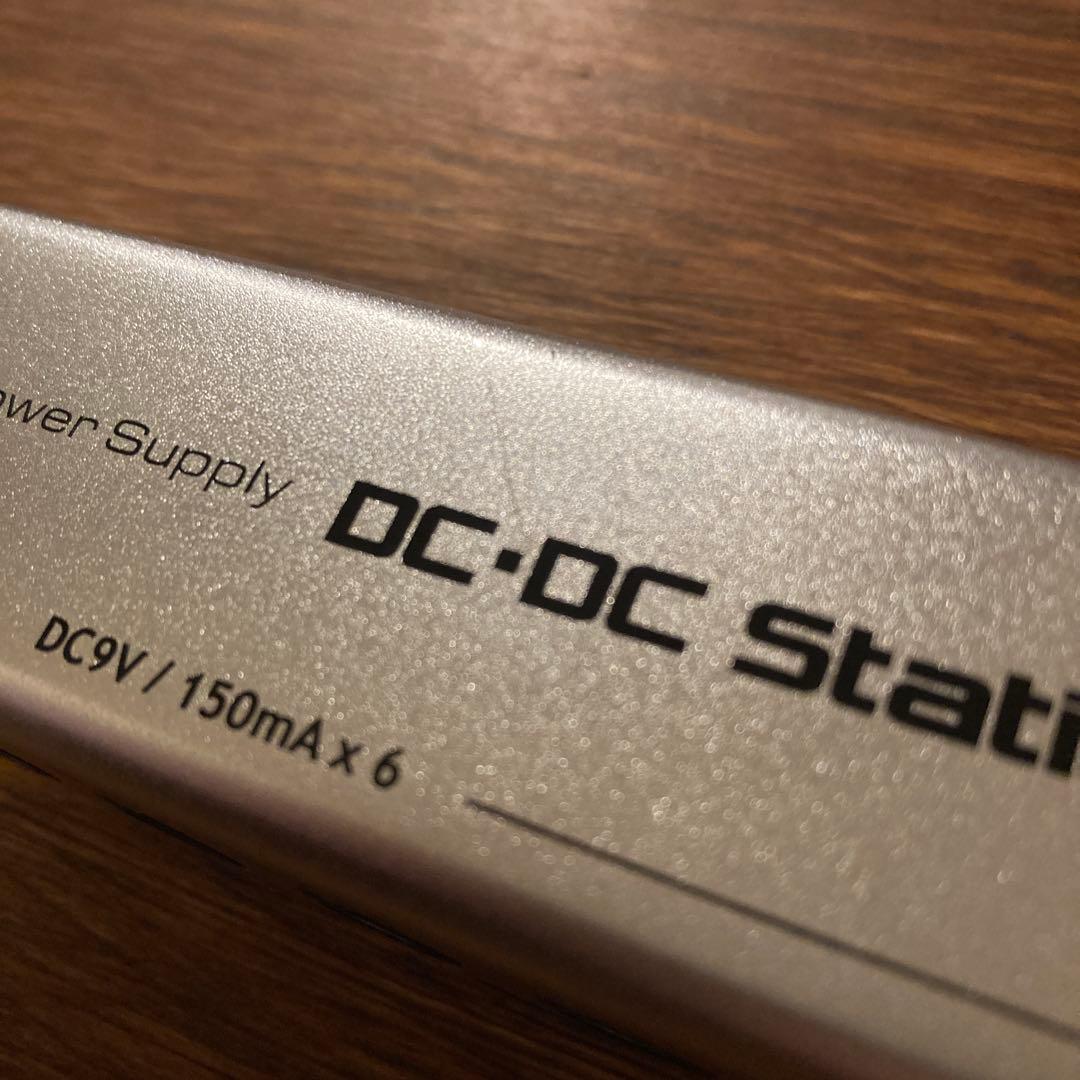 ower Supply DC·DC Stati
DC9V / 150mA x 6